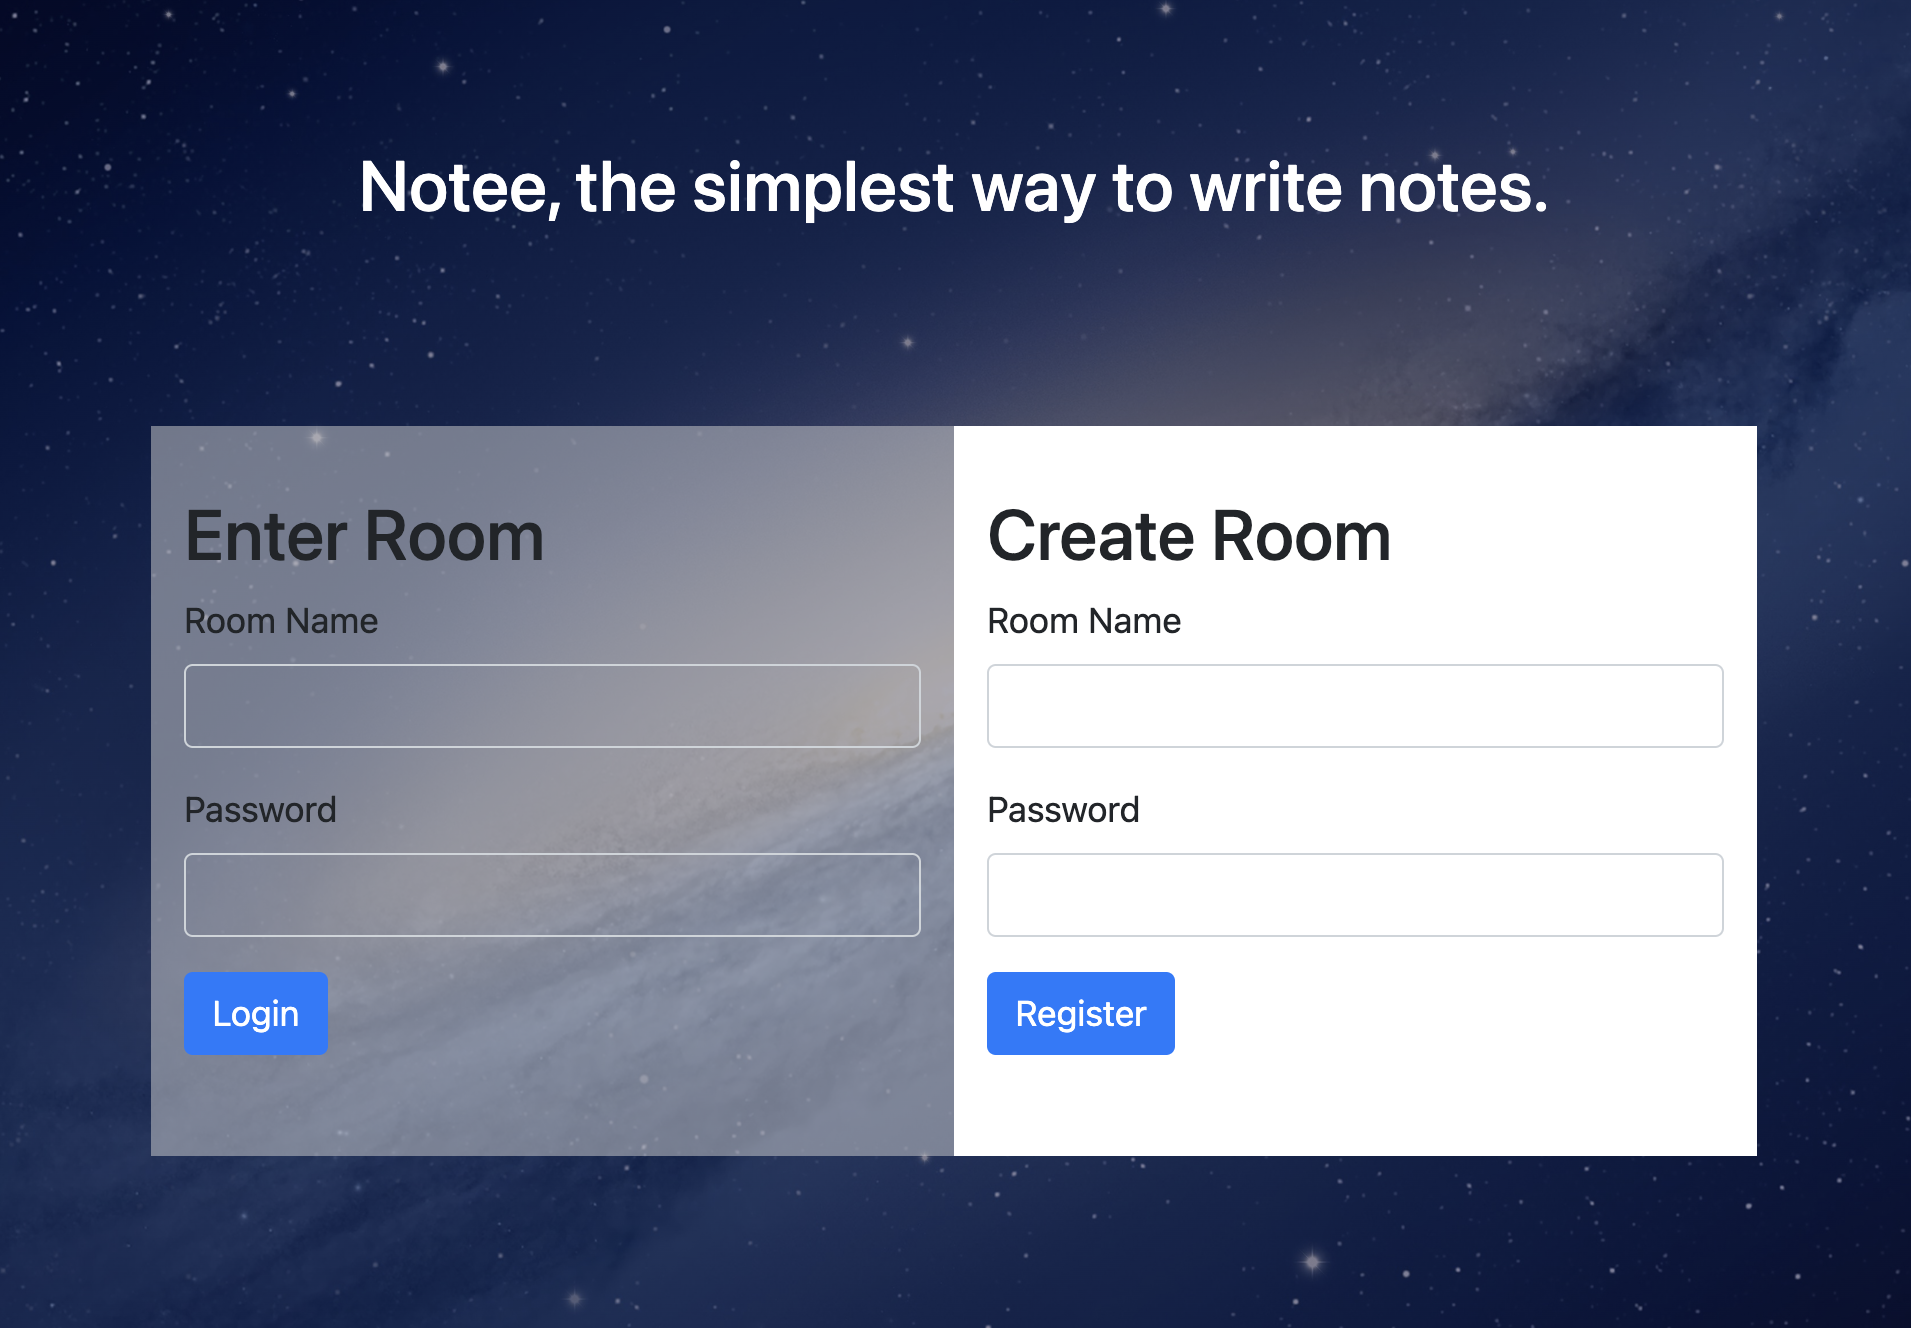 Notee, the simplest way to write notes.
Enter Room
Room Name
Password
Login
Create Room
Room Name
Password
Register